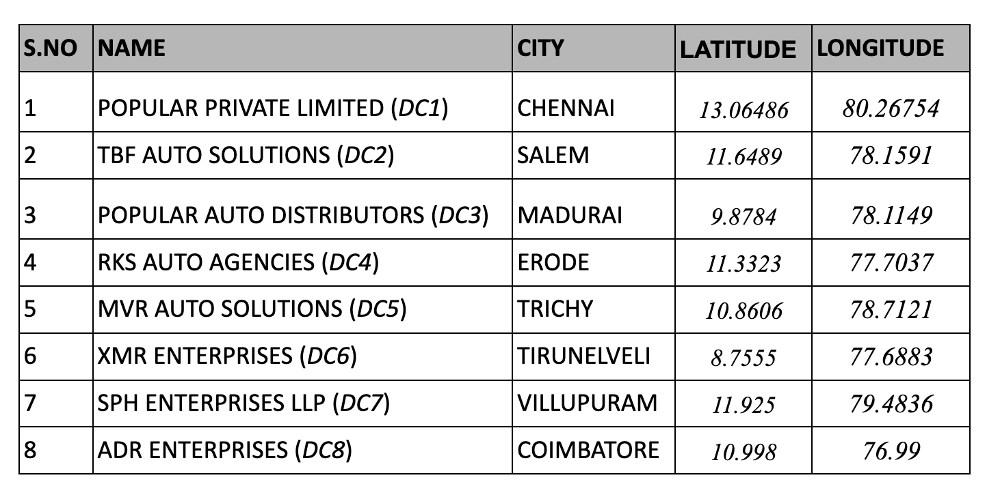 S.NO NAME CITY LATITUDE LONGITUDE
1 POPULAR PRIVATE LIMITED (DC1) CHENNAI 13.06486 80.26754
2 TBF AUTO SOLUTIONS (DC2) SALEM 11.6489 78.1591
3 POPULAR AUTO DISTRIBUTORS (DC3) MADURAI 9.8784 78.1149
4 RKS AUTO AGENCIES (DC4) ERODE 11.3323 77.7037
5 MVR AUTO SOLUTIONS (DC5) TRICHY 10.8606 78.7121
6 XMR ENTERPRISES (DC6) TIRUNELVELI 8.7555 77.6883
7 SPH ENTERPRISES LLP (DC7) VILLUPURAM 11.925 79.4836
8 ADR ENTERPRISES (DC8) COIMBATORE 10.998 76.99